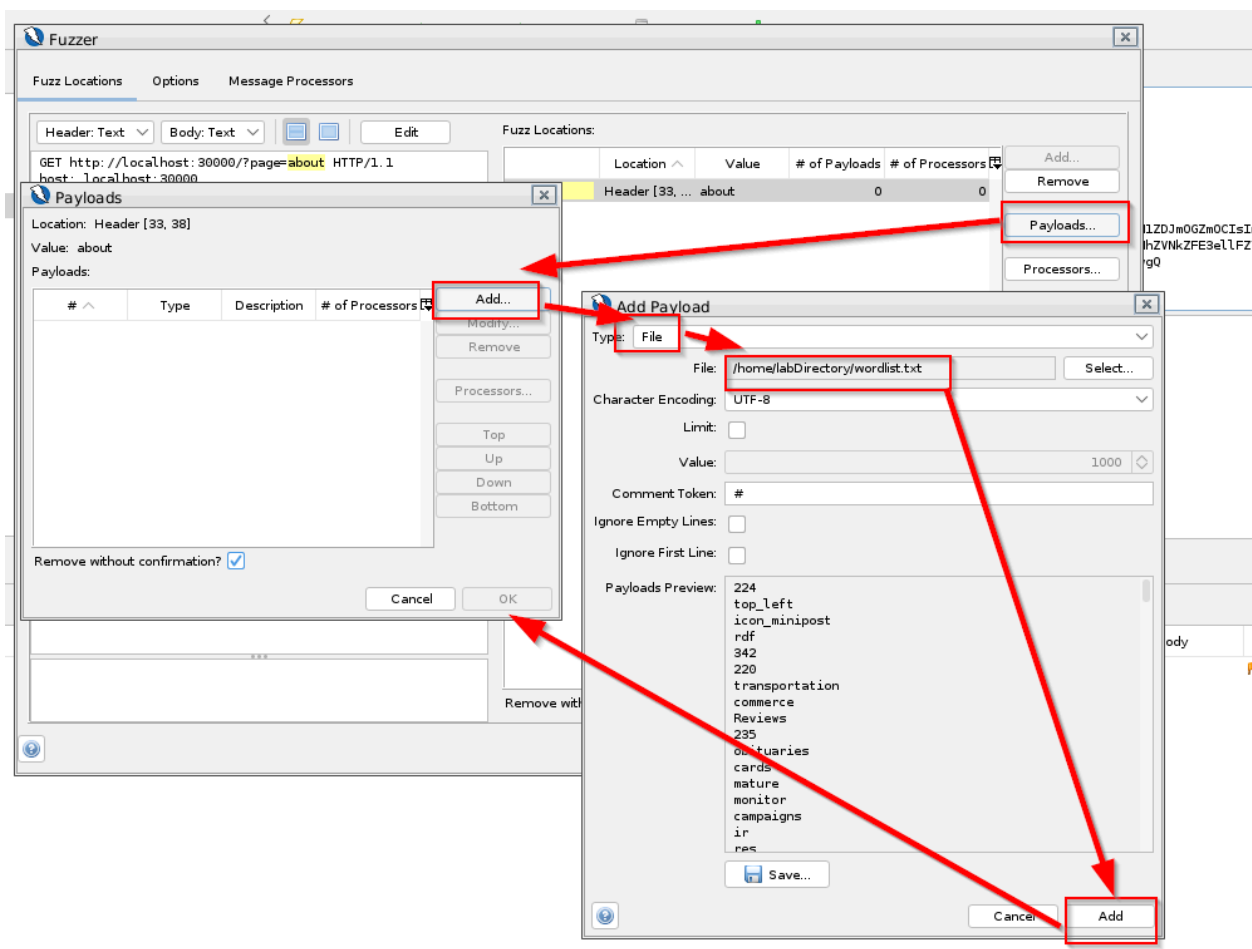 Fuzzer
Fuzz Locations Options Message Processors
Header: Text Body: Text Edit
GET http://localhost:30000/?page=about HTTP/1.1
host: localhost:30000
Fuzz Locations:
Location Value # of Payloads # of Processors
Header [33, ... about 0 0
Add...
Remove
Payloads...
Processors...
Remove with
Payloads
Location: Header [33, 38]
Value: about
Payloads:
# Type Description # of Processors
Add...
Modify...
Remove
Processors...
Top
Up
Down
Bottom
Remove without confirmation?
Cancel OK
Add Payload
Type: File
File: /home/labDirectory/wordlist.txt Select...
Character Encoding: UTF-8
Limit:
Value: 1000
Comment Token: #
Ignore Empty Lines:
Ignore First Line:
Payloads Preview: 224
top_left
icon_minipost
rdf
342
220
transportation
commerce
Reviews
235
obituaries
cards
mature
monitor
campaigns
ir
res
Save...
Cancel Add
ody